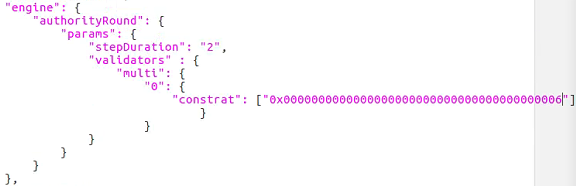 "engine": {
"authorityRound": {
"params": {
"stepDuration": "2",
"validators" : {
"multi": {
"0": {
"constrat": ["0x0000000000000000000000000000000000000006"]
}
}
}
}
}
},